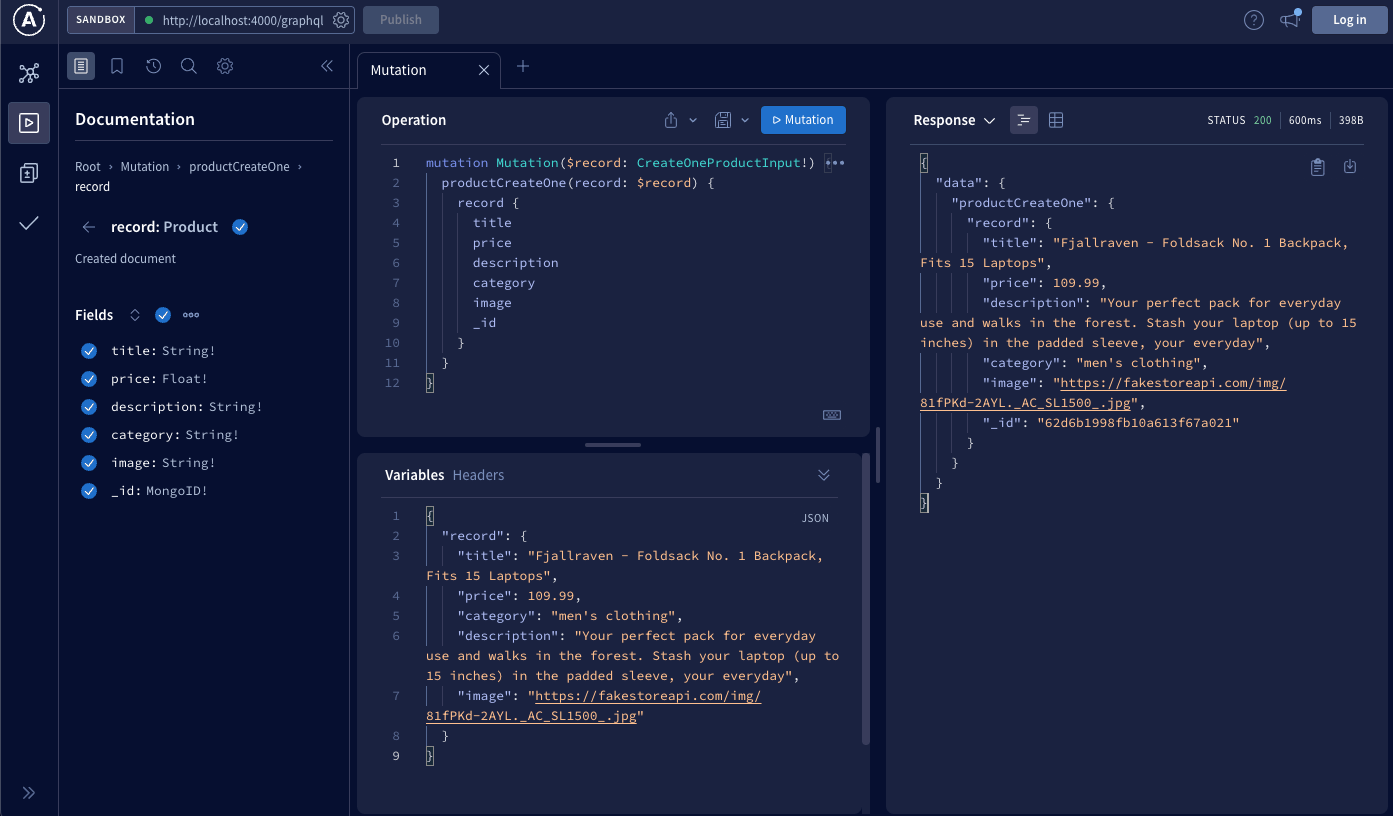 SANDBOX
http://localhost:4000/graphql
Publish
Log in
Documentation
Root › Mutation › productCreateOne ›
record
record: Product
Created document
Fields
title: String!
price: Float!
description: String!
category: String!
image: String!
_id: MongoID!
Mutation
Operation
Mutation
1 mutation Mutation($record: CreateOneProductInput!) {
2 productCreateOne(record: $record) {
3 record {
4 title
5 price
6 description
7 category
8 image
9 _id
10 }
11 }
12 }
Variables Headers
JSON
1 {
2 "record": {
3 "title": "Fjallraven - Foldsack No. 1 Backpack,
Fits 15 Laptops",
4 "price": 109.99,
5 "category": "men's clothing",
6 "description": "Your perfect pack for everyday
use and walks in the forest. Stash your laptop (up to
15 inches) in the padded sleeve, your everyday",
7 "image": "https://fakestoreapi.com/img/
81fPKd-2AYL._AC_SL1500_.jpg"
8 }
9 }
Response
STATUS 200 600ms 398B
{
"data": {
"productCreateOne": {
"record": {
"title": "Fjallraven - Foldsack No. 1 Backpack,
Fits 15 Laptops",
"price": 109.99,
"description": "Your perfect pack for everyday
use and walks in the forest. Stash your laptop (up to 15
inches) in the padded sleeve, your everyday",
"category": "men's clothing",
"image": "https://fakestoreapi.com/img/
81fPKd-2AYL._AC_SL1500_.jpg",
"_id": "62d6b1998fb10a613f67a021"
}
}
}
}